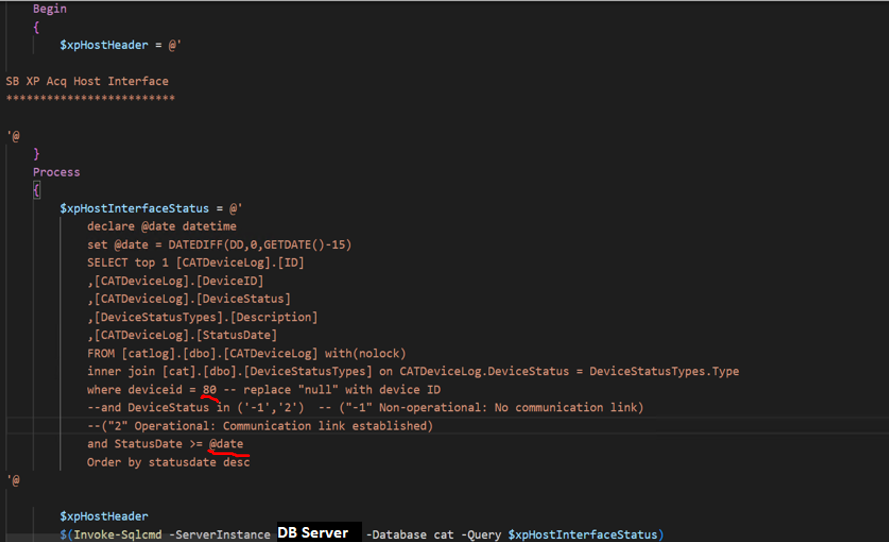 Begin
{
$xpHostHeader = @'
SB XP Acq Host Interface
*************************
'@
}
Process
{
$xpHostInterfaceStatus = @'
declare @date datetime
set @date = DATEDIFF(DD,0,GETDATE()-15)
SELECT top 1 [CATDeviceLog].[ID]
,[CATDeviceLog].[DeviceID]
,[CATDeviceLog].[DeviceStatus]
,[DeviceStatusTypes].[Description]
,[CATDeviceLog].[StatusDate]
FROM [catlog].[dbo].[CATDeviceLog] with(nolock)
inner join [cat].[dbo].[DeviceStatusTypes] on CATDeviceLog.DeviceStatus = DeviceStatusTypes.Type
where deviceid = 80 -- replace "null" with device ID
--and DeviceStatus in ('-1','2')  -- ("-1" Non-operational: No communication link)
--("2" Operational: Communication link established)
and StatusDate >= @date
Order by statusdate desc
'@
$xpHostHeader
$(Invoke-Sqlcmd -ServerInstance DB Server -Database cat -Query $xpHostInterfaceStatus)